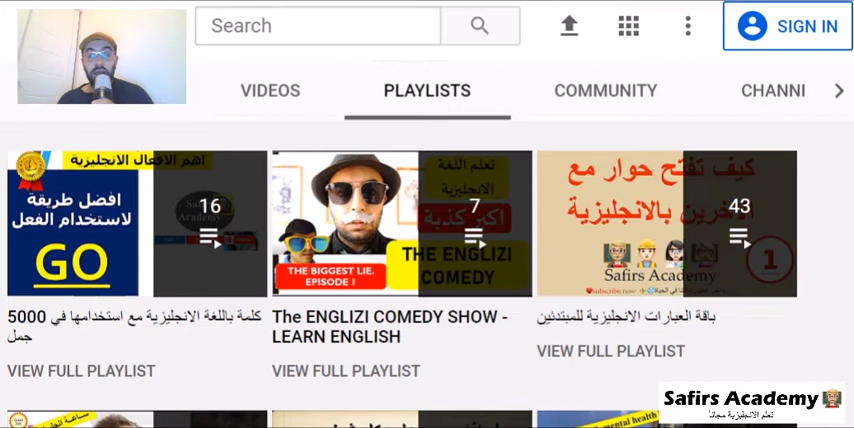 Search
SIGN IN
VIDEOS
PLAYLISTS
COMMUNITY
CHANNI
اهم الافعال الانجليزية
افضل طريقة
لاستخدام الفعل
GO
16
تعلم اللغة
الانجليزية
اكبر كذبة
7
THE ENGLIZI
COMEDY
THE BIGGEST LIE.
EPISODE I
كيف تفتح حوار مع
الآخرين بالانجليزية
43
Safirs Academy
1
5000 كلمة باللغة الانجليزية مع استخدامها في
جمل
VIEW FULL PLAYLIST
The ENGLIZI COMEDY SHOW -
LEARN ENGLISH
VIEW FULL PLAYLIST
باقة العبارات الانجليزية للمبتدئين
VIEW FULL PLAYLIST
Safirs Academy
تعلم الانجليزية مجانا